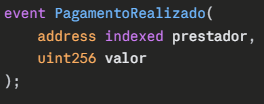 event PagamentoRealizado(
    address indexed prestador,
    uint256 valor
);